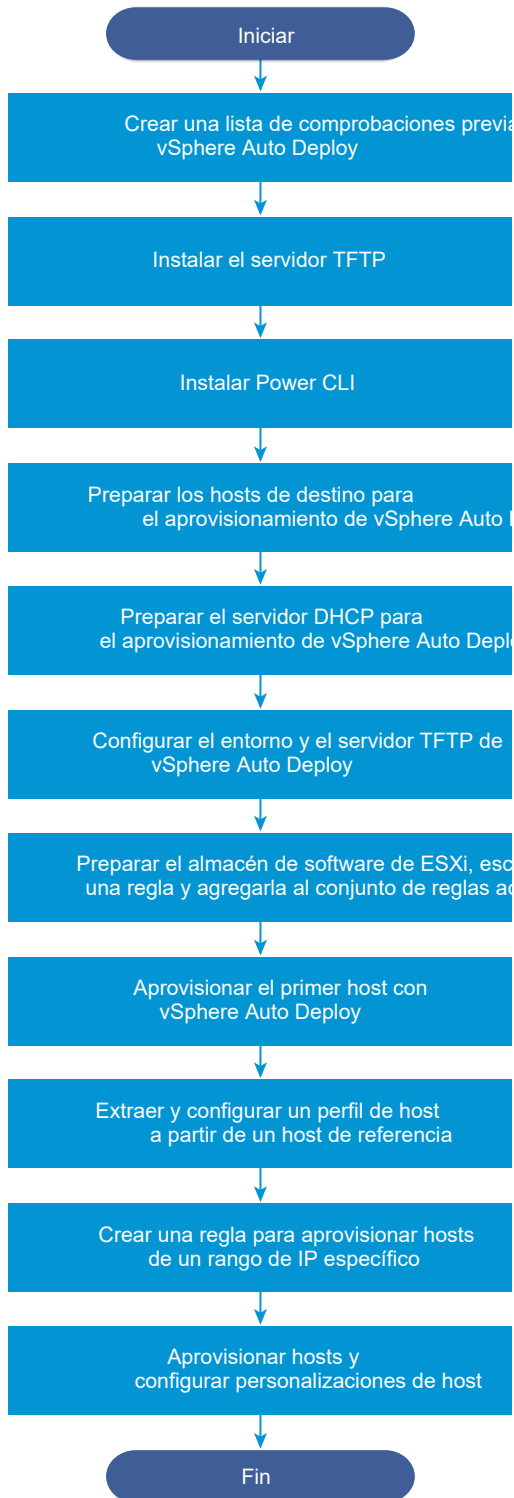 Iniciar
Crear una lista de comprobaciones previa
vSphere Auto Deploy
Instalar el servidor TFTP
Instalar Power CLI
Preparar los hosts de destino para
el aprovisionamiento de vSphere Auto
Preparar el servidor DHCP para
el aprovisionamiento de vSphere Auto Deplo
Configurar el entorno y el servidor TFTP de
vSphere Auto Deploy
Preparar el almacén de software de ESXi, esc
una regla y agregarla al conjunto de reglas ac
Aprovisionar el primer host con
vSphere Auto Deploy
Extraer y configurar un perfil de host
a partir de un host de referencia
Crear una regla para aprovisionar hosts
de un rango de IP específico
Aprovisionar hosts y
configurar personalizaciones de host
Fin